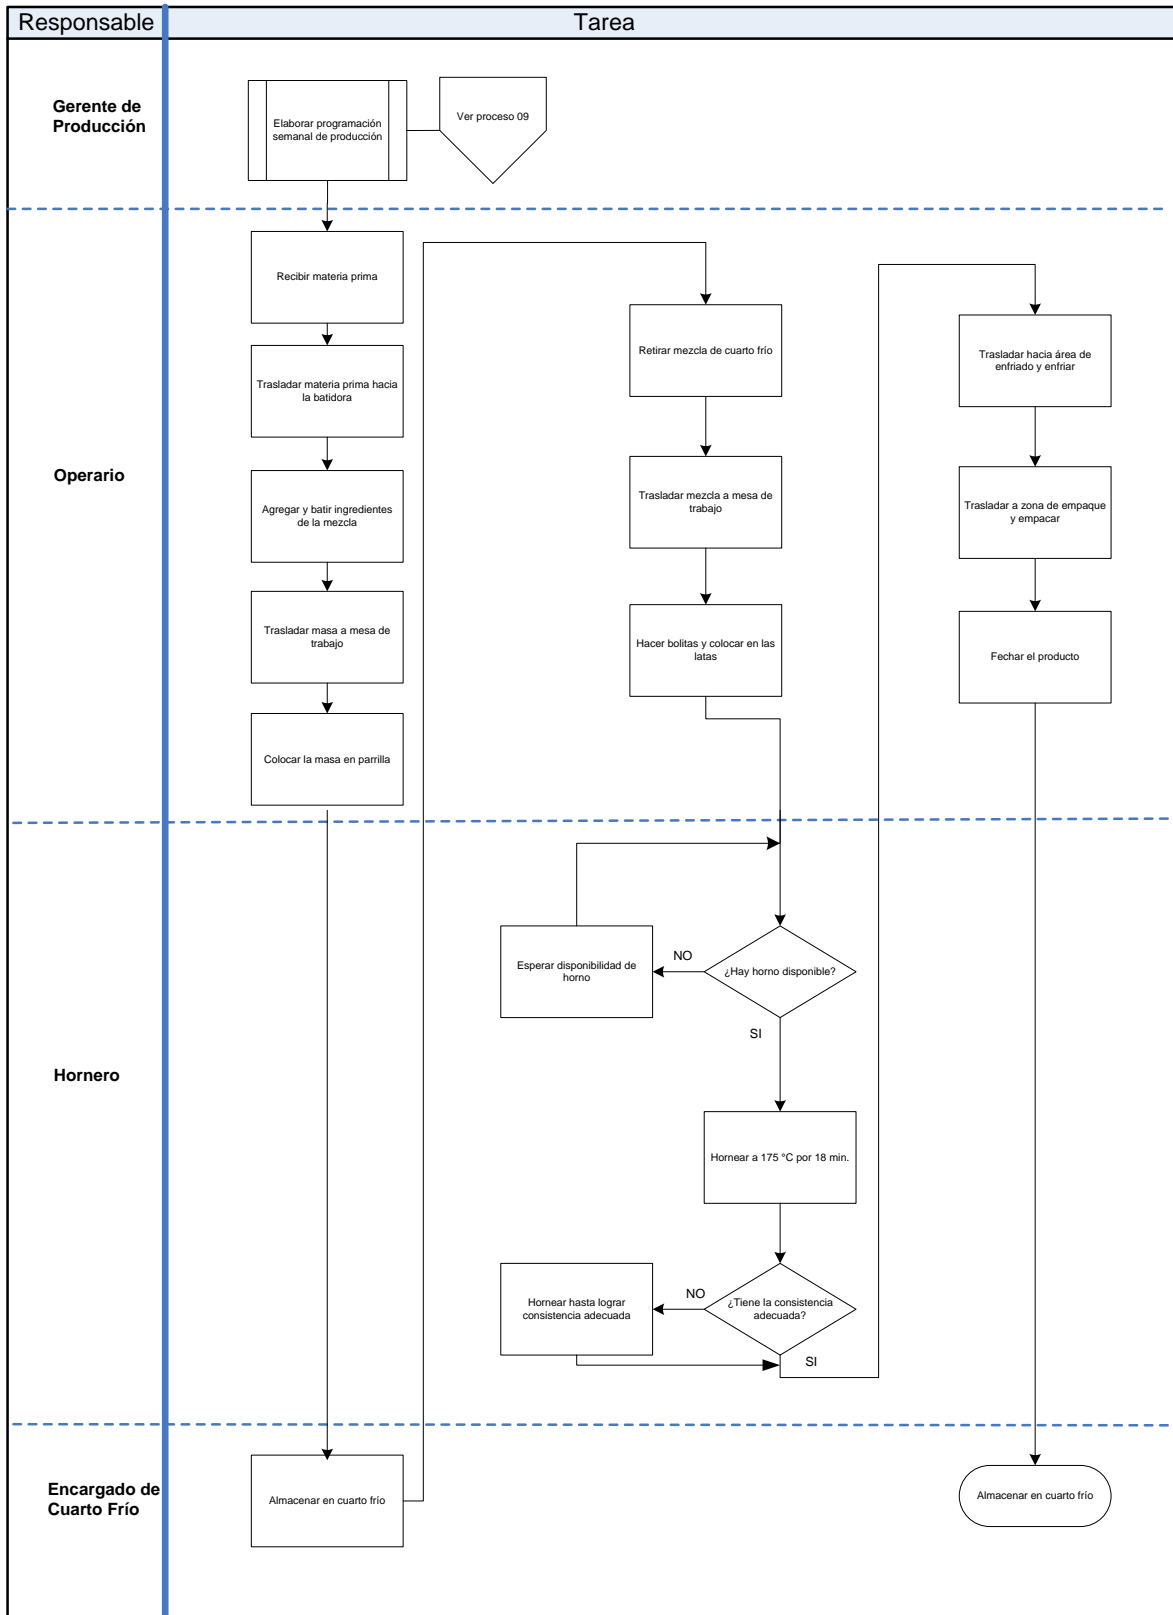 Responsable
Tarea
Gerente de
Producción
Elaborar programación
semanal de producción
Ver proceso 09
Operario
Recibir materia prima
Trasladar materia prima hacia
la batidora
Agregar y batir ingredientes
de la mezcla
Trasladar masa a mesa de
trabajo
Colocar la masa en parrilla
Retirar mezcla de cuarto frío
Trasladar mezcla a mesa de
trabajo
Hacer bolitas y colocar en las
latas
Trasladar hacia área de
enfriado y enfriar
Trasladar a zona de empaque
y empacar
Fechar el producto
Hornero
Esperar disponibilidad de
horno
NO
¿Hay horno disponible?
SI
Hornear a 175 °C por 18 min.
Hornear hasta lograr
consistencia adecuada
NO
¿Tiene la consistencia
adecuada?
SI
Encargado de
Cuarto Frío
Almacenar en cuarto frío
Almacenar en cuarto frío